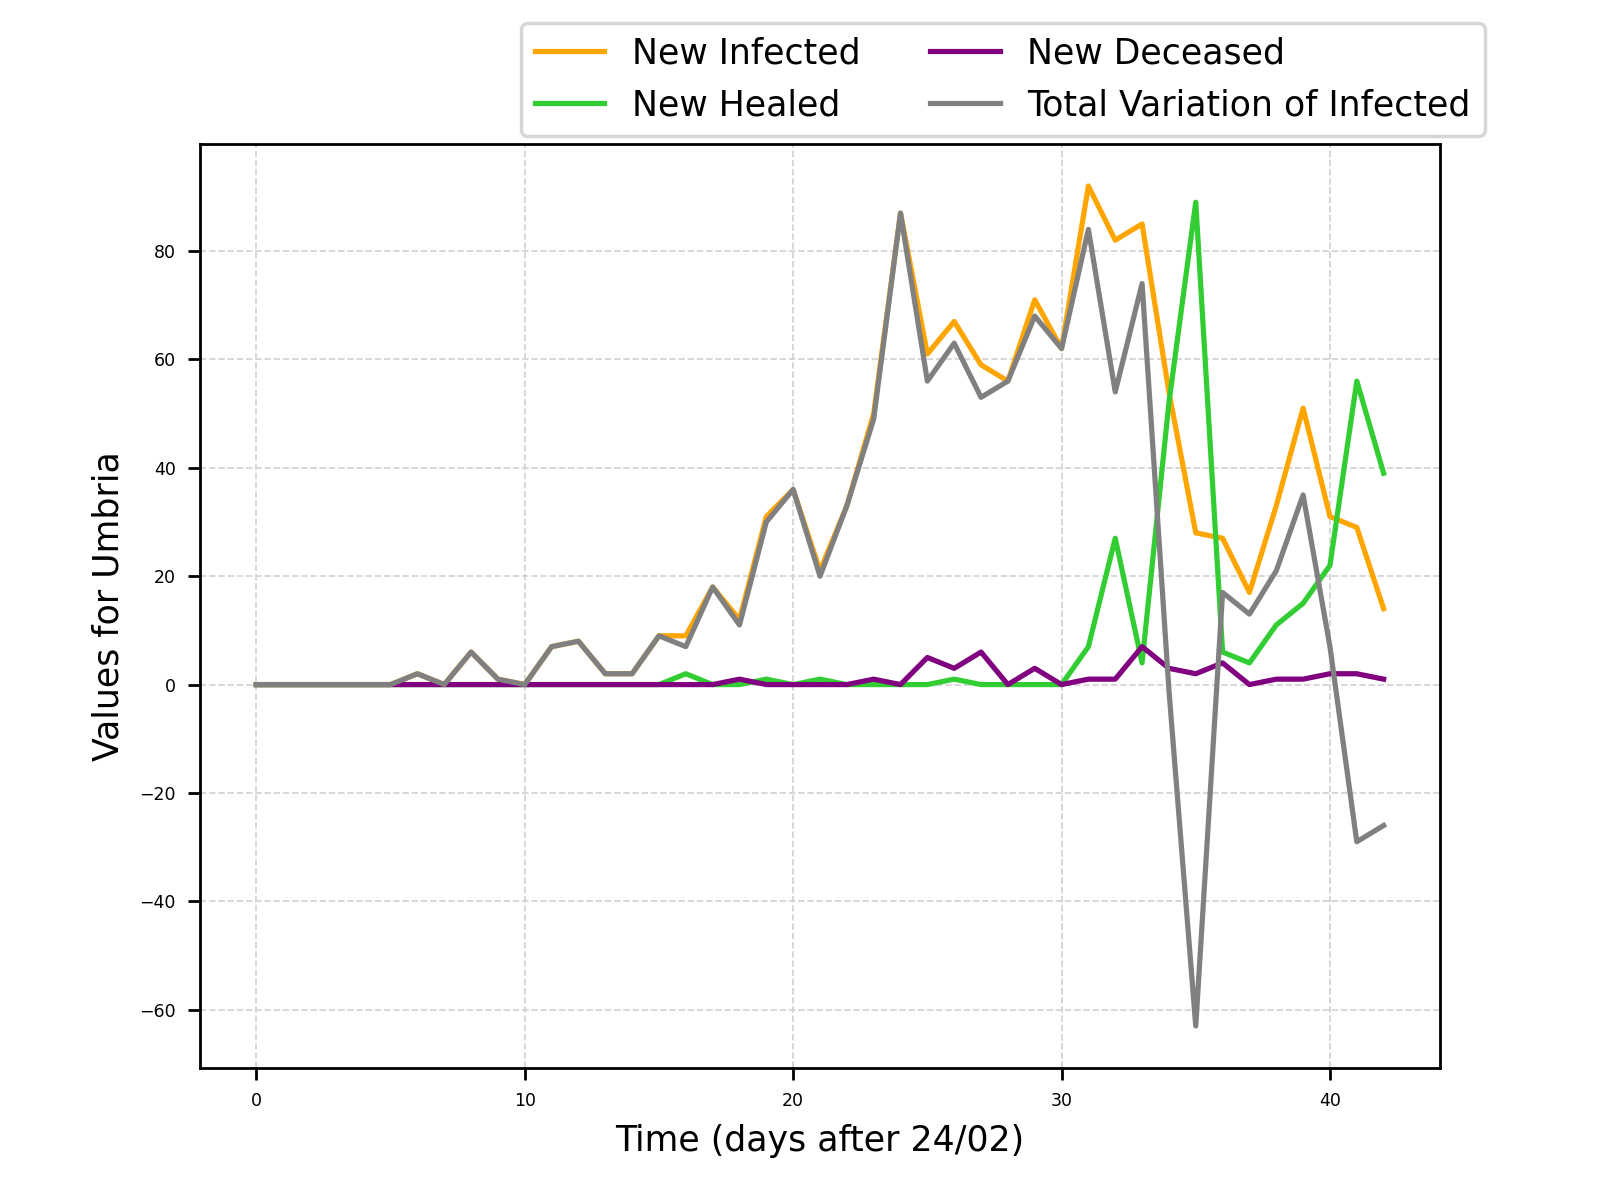 New Infected
New Healed
New Deceased
Total Variation of Infected
Values for Umbria
80
60
40
20
0
−20
−40
−60
0
10
20
30
40
Time (days after 24/02)